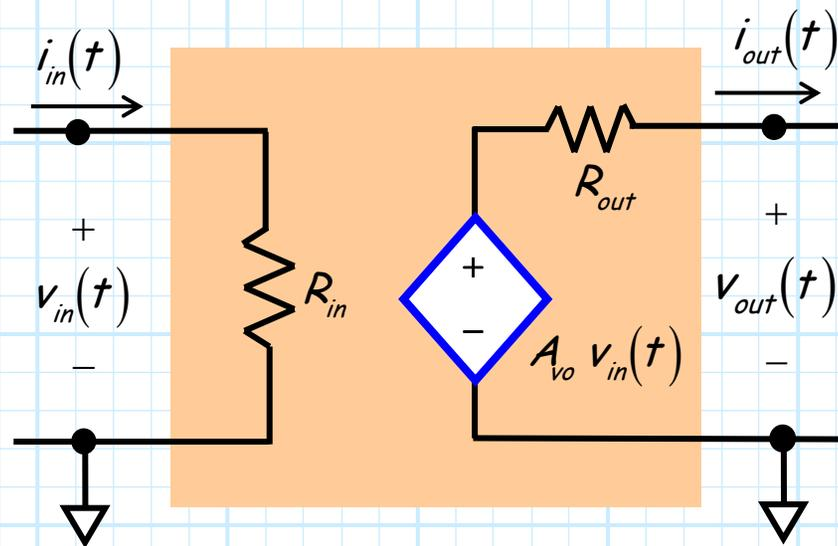 i_in(t)
i_out(t)
R_out
+
+
+
v_in(t)
R_in
v_out(t)
−
A_vo v_in(t)
−
−